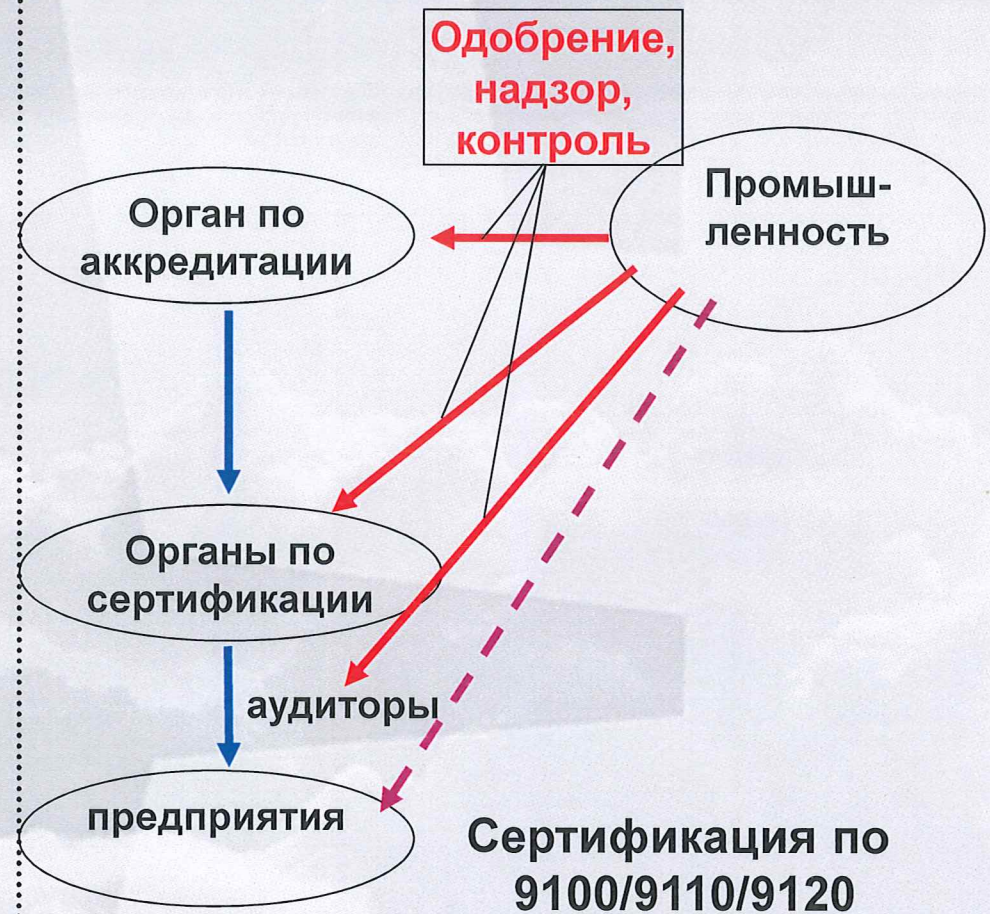 Одобрение,
надзор,
контроль
Промыш-
ленность
Орган по
аккредитации
Органы по
сертификации
аудиторы
предприятия
Сертификация по
9100/9110/9120